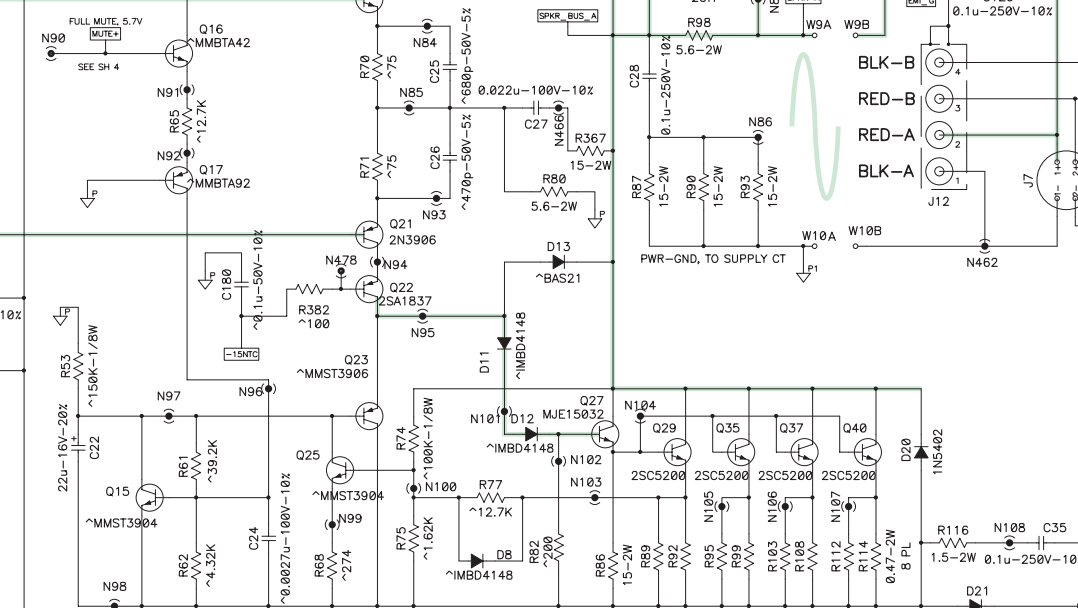 SPKR_BUS_A
EMI_G
0.1u-250V-10%
R98
5.6-2W
W9A
W9B
FULL MUTE, 5.7V
Q16
^MMBTA42
N90
MUTE+
SEE SH 4
N84
R70
^75
C25
^680p-50V-5%
C28
0.1u-250V-10%
BLK-B
4
N91
R65
^12.7K
N85
0.022u-100V-10%
C27
N466
RED-B
3
N86
RED-A
2
R367
15-2W
N92
Q17
^MMBTA92
P
R71
^75
C26
^470p-50V-5%
R80
5.6-2W
P
R87
15-2W
R90
15-2W
R93
15-2W
BLK-A
1
J12
J7
1+
2+
1-
2-
N93
Q21
2N3906
W10A
W10B
N462
PWR-GND, TO SUPPLY CT
P1
D13
^BAS21
N478
N94
P
C180
^0.1u-50V-10%
Q22
2SA1837
R382
^100
-15NTC
N95
10%
P
R53
^150K-1/8W
D11
^IMBD4148
Q23
^MMST3906
N96
N97
N101
D12
^IMBD4148
Q27
MJE15032
N104
Q29
2SC5200
Q35
2SC5200
Q37
2SC5200
Q40
2SC5200
D20
1N5402
22u-16V-20%
+
C22
R61
^39.2K
R74
^100K-1/8W
Q25
^MMST3904
N102
N100
R77
^12.7K
N103
Q15
^MMST3904
C24
^0.0027u-100V-10%
N99
R75
^1.62K
N105
N106
N107
R62
^4.32K
R68
^274
D8
^IMBD4148
R82
^200
R86
15-2W
R89
R92
R95
R99
R103
R108
R112
R114
0.47-2W
8 PL
R116
1.5-2W
N108
C35
0.1u-250V-10
N98
D21